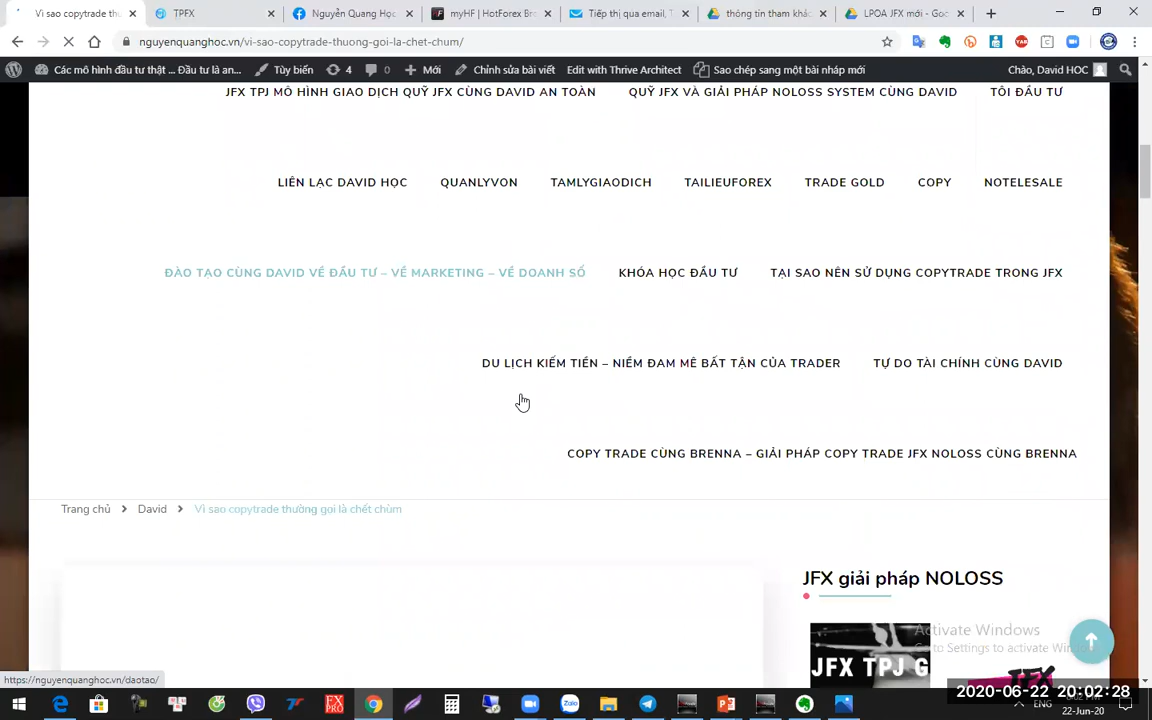 Vì sao copytrade thư
TPFX
Nguyễn Quang Học
myHF | HotForex Bro
Tiếp thị qua email, T
thông tin tham khảo
LPOA JFX mới - Goo
nguyenquanghoc.vn/vi-sao-copytrade-thuong-goi-la-chet-chum/
Các mô hình đầu tư thật ... Đầu tư là an...
Tùy biến
4
0
Mới
Chỉnh sửa bài viết
Edit with Thrive Architect
Sao chép sang một bài nháp mới
Chào, David HOC
JFX TPJ MÔ HÌNH GIAO DỊCH QUỸ JFX CÙNG DAVID AN TOÀN
QUỸ JFX VÀ GIẢI PHÁP NOLOSS SYSTEM CÙNG DAVID
TÔI ĐẦU TƯ
LIÊN LẠC DAVID HỌC
QUANLYVON
TAMLYGIAODICH
TAILIEUFOREX
TRADE GOLD
COPY
NOTELESALE
ĐÀO TẠO CÙNG DAVID VỀ ĐẦU TƯ – VỀ MARKETING – VỀ DOANH SỐ
KHÓA HỌC ĐẦU TƯ
TẠI SAO NÊN SỬ DỤNG COPYTRADE TRONG JFX
DU LỊCH KIẾM TIỀN – NIỀM ĐAM MÊ BẤT TẬN CỦA TRADER
TỰ DO TÀI CHÍNH CÙNG DAVID
COPY TRADE CÙNG BRENNA – GIẢI PHÁP COPY TRADE JFX NOLOSS CÙNG BRENNA
Trang chủ
David
Vì sao copytrade thường gọi là chết chùm
JFX giải pháp NOLOSS
Activate Windows
Go to Settings to activate Win
JFX TPJ G
JFX
https://nguyenquanghoc.vn/daotao/
2020-06-22 20:02:28
ENG
22-Jun-20